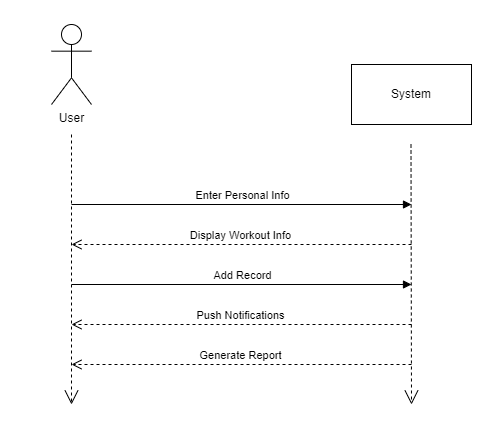 System
User
Enter Personal Info
Display Workout Info
Add Record
Push Notifications
Generate Report